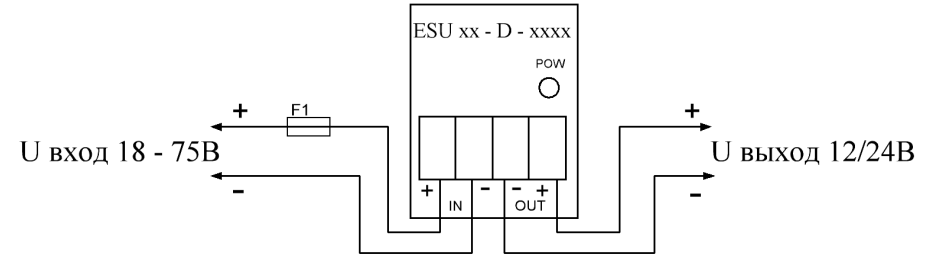 ESU xx - D - xxxx
POW
+ F1 +
U вход 18 - 75В
U выход 12/24В
- -
+ - - +
IN OUT